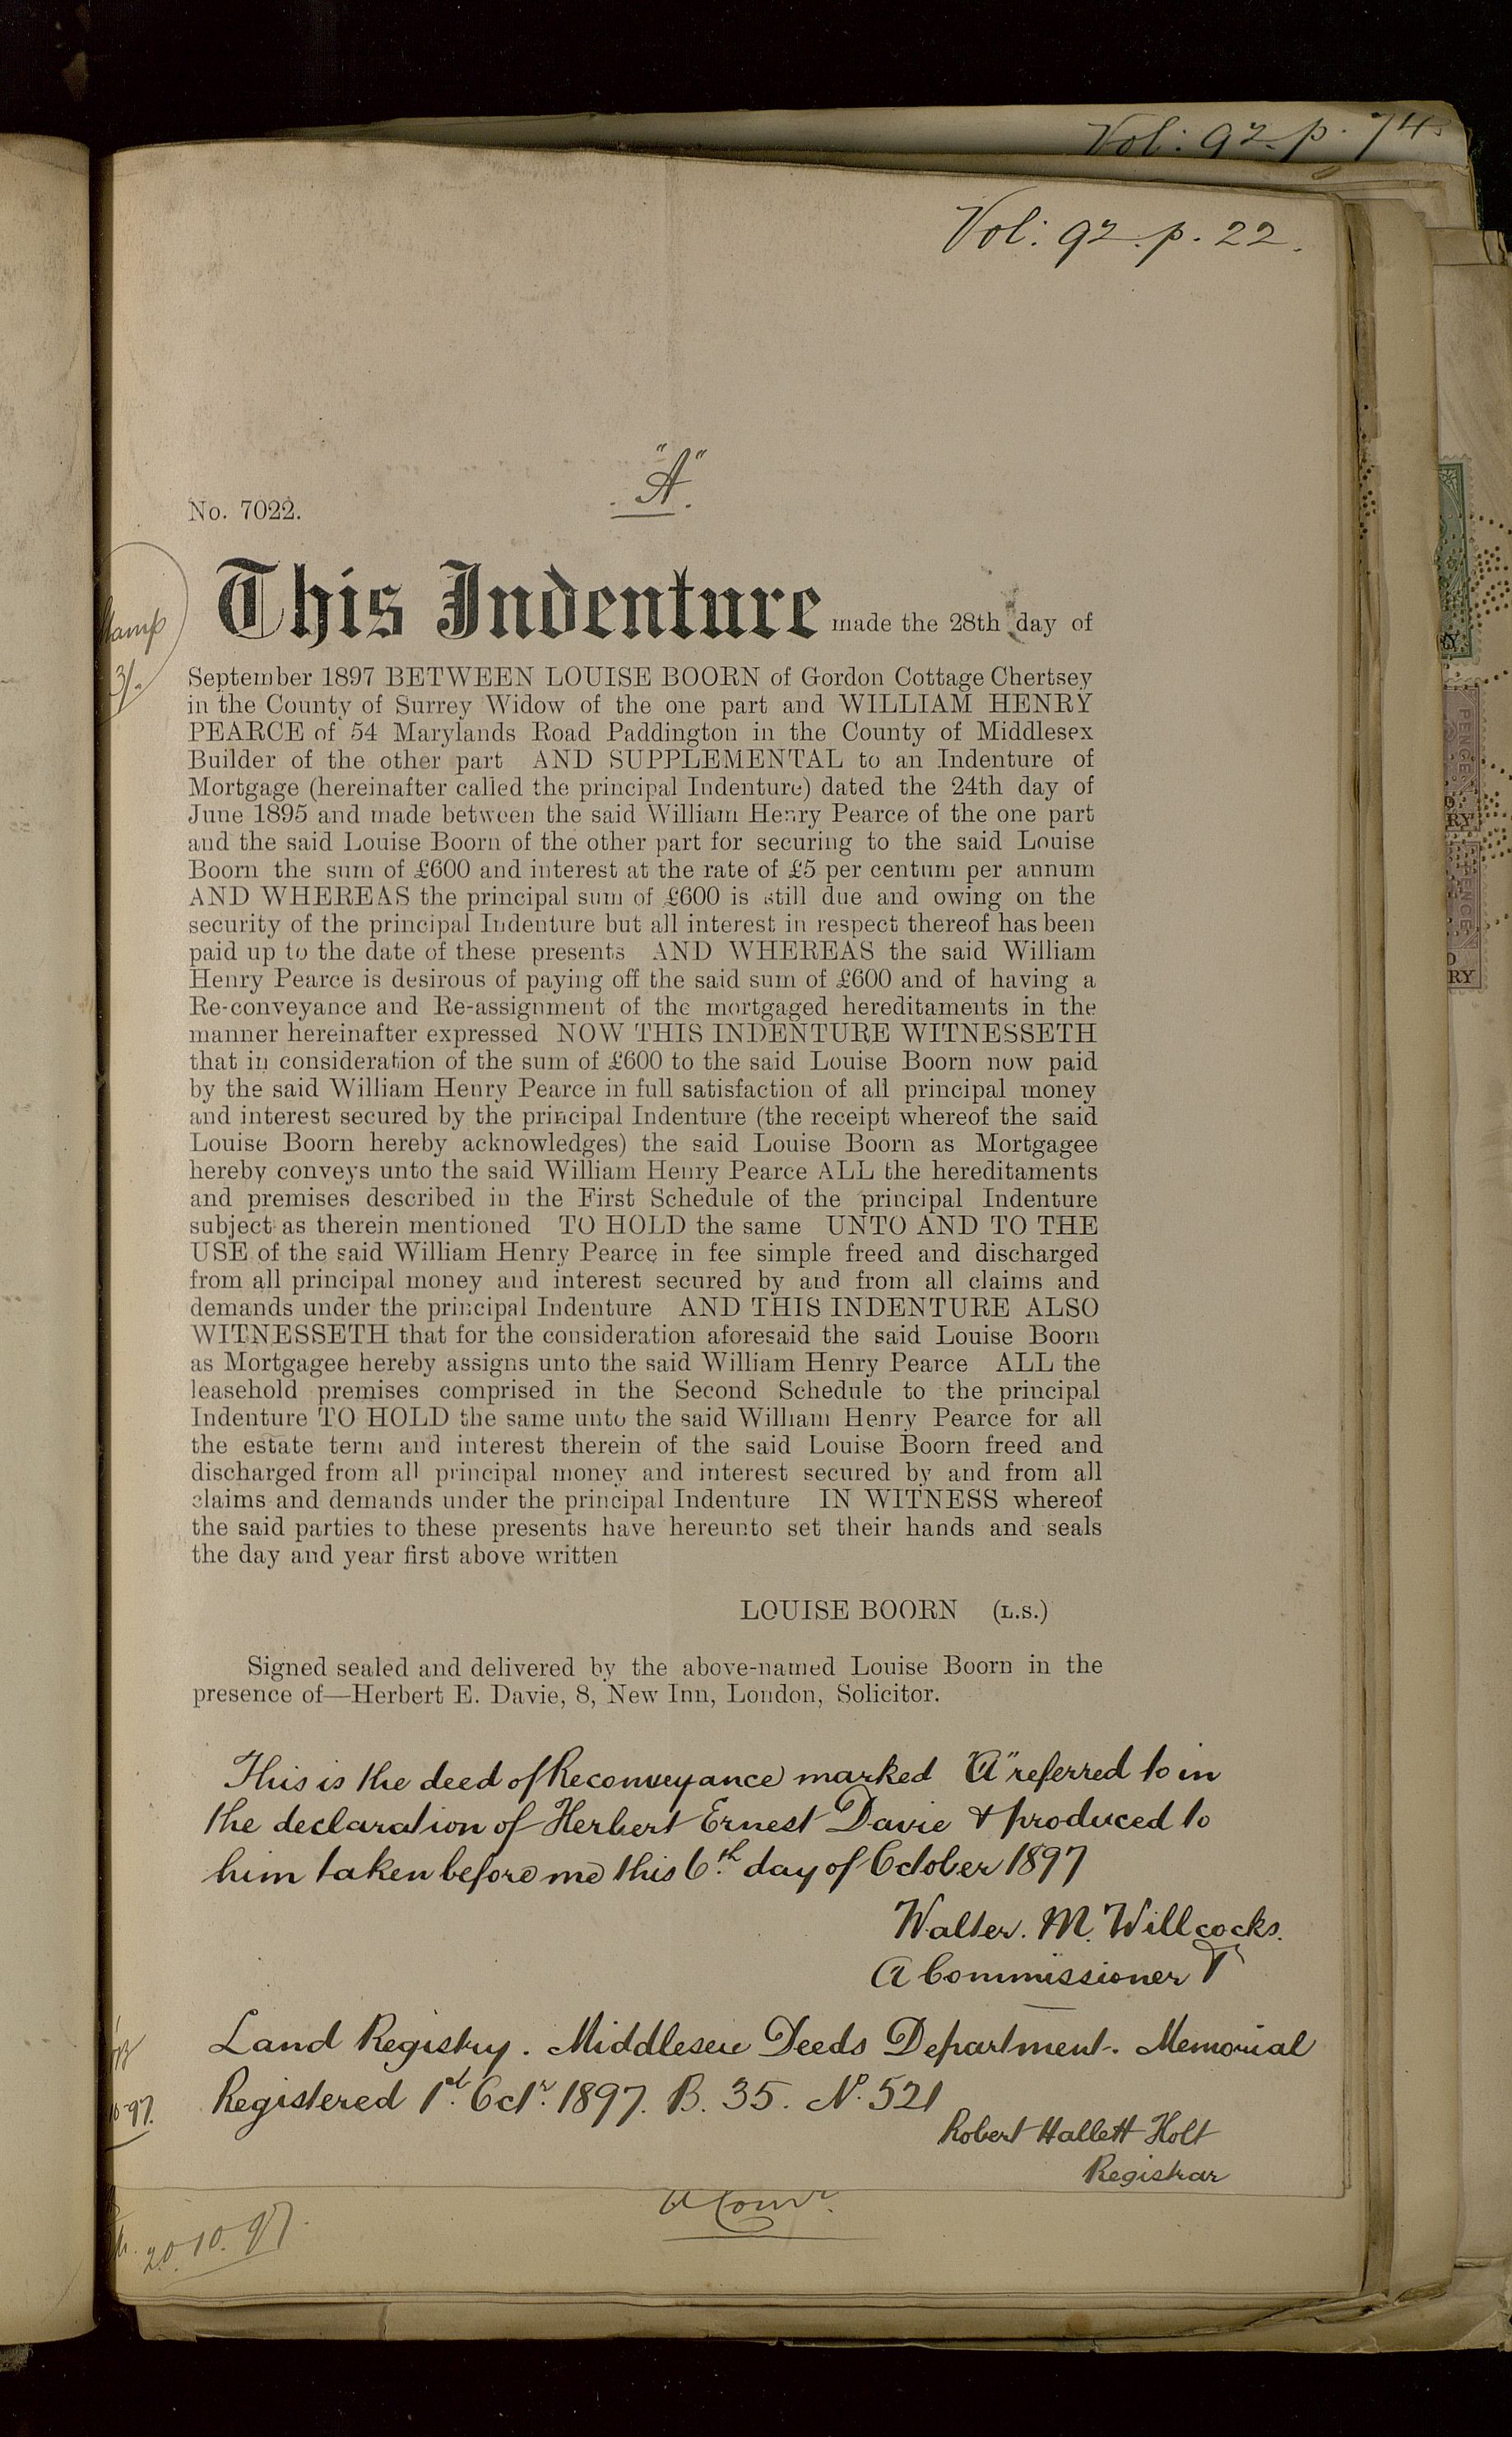 Vol: 92. p. 74.
Vol: 92. p. 22.
"A"
No. 7022.
This Indenture made the 28th day of
Stamp
3/-
September 1897 BETWEEN LOUISE BOORN of Gordon Cottage Chertsey
in the County of Surrey Widow of the one part and WILLIAM HENRY
PEARCE of 54 Marylands Road Paddington in the County of Middlesex
Builder of the other part AND SUPPLEMENTAL to an Indenture of
Mortgage (hereinafter called the principal Indenture) dated the 24th day of
June 1895 and made between the said William Henry Pearce of the one part
and the said Louise Boorn of the other part for securing to the said Louise
Boorn the sum of £600 and interest at the rate of £5 per centum per annum
AND WHEREAS the principal sum of £600 is still due and owing on the
security of the principal Indenture but all interest in respect thereof has been
paid up to the date of these presents AND WHEREAS the said William
Henry Pearce is desirous of paying off the said sum of £600 and of having a
Re-conveyance and Re-assignment of the mortgaged hereditaments in the
manner hereinafter expressed NOW THIS INDENTURE WITNESSETH
that in consideration of the sum of £600 to the said Louise Boorn now paid
by the said William Henry Pearce in full satisfaction of all principal money
and interest secured by the principal Indenture (the receipt whereof the said
Louise Boorn hereby acknowledges) the said Louise Boorn as Mortgagee
hereby conveys unto the said William Henry Pearce ALL the hereditaments
and premises described in the First Schedule of the principal Indenture
subject as therein mentioned TO HOLD the same UNTO AND TO THE
USE of the said William Henry Pearce in fee simple freed and discharged
from all principal money and interest secured by and from all claims and
demands under the principal Indenture AND THIS INDENTURE ALSO
WITNESSETH that for the consideration aforesaid the said Louise Boorn
as Mortgagee hereby assigns unto the said William Henry Pearce ALL the
leasehold premises comprised in the Second Schedule to the principal
Indenture TO HOLD the same unto the said William Henry Pearce for all
the estate term and interest therein of the said Louise Boorn freed and
discharged from all principal money and interest secured by and from all
claims and demands under the principal Indenture IN WITNESS whereof
the said parties to these presents have hereunto set their hands and seals
the day and year first above written
LOUISE BOORN (L.S.)
Signed sealed and delivered by the above-named Louise Boorn in the
presence of—Herbert E. Davie, 8, New Inn, London, Solicitor.
This is the deed of Reconveyance marked "A" referred to in
the declaration of Herbert Ernest Davie & produced to
him taken before me this 6th day of October 1897
Walter. M. Willcocks.
A Commissioner
Land Registry. Middlesex Deeds Department. Memorial
Registered 1st Octr. 1897. B. 35. No. 521
Robert Hallett Holt
Registrar
20.10.97.
PENCE
RY
PENCE
RY